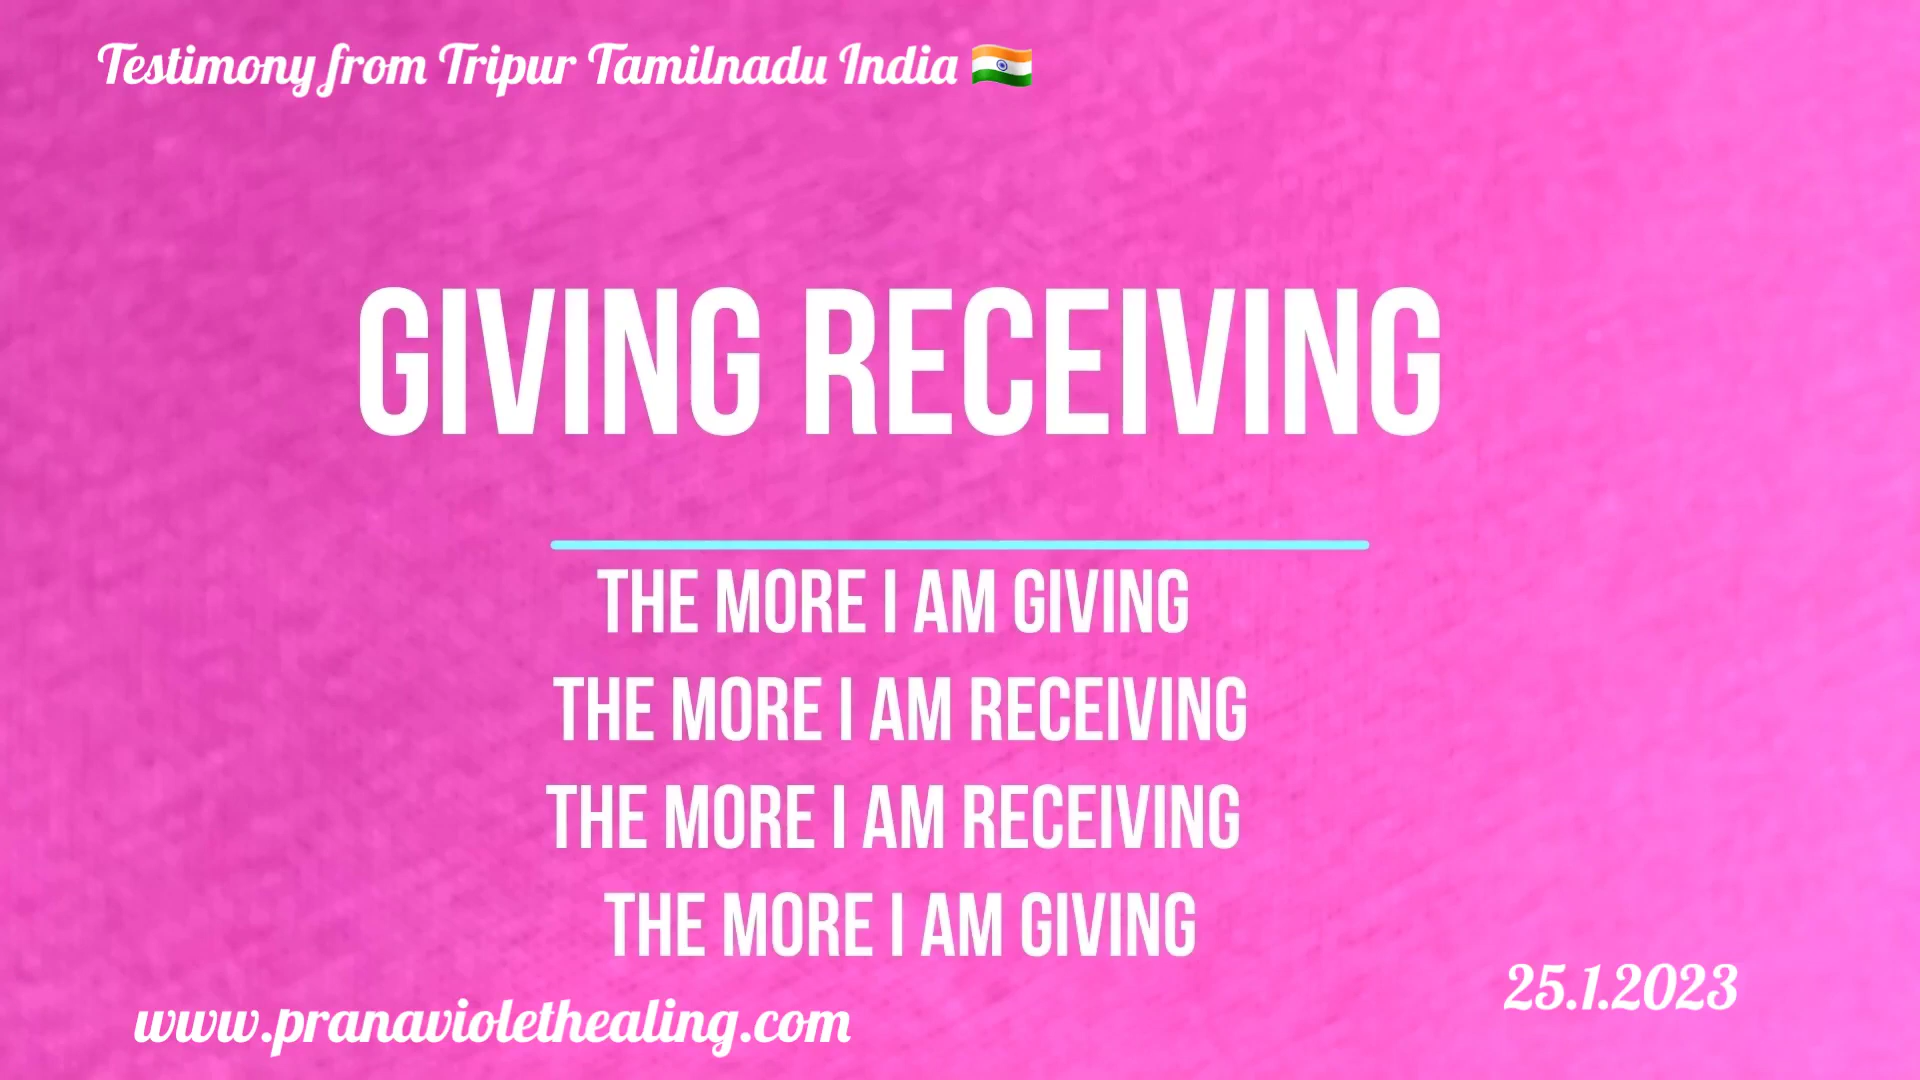 Testimony from Tripur Tamilnadu India 🇮🇳
GIVING RECEIVING
THE MORE I AM GIVING
THE MORE I AM RECEIVING
THE MORE I AM RECEIVING
THE MORE I AM GIVING
25.1.2023
www.pranaviolethealing.com